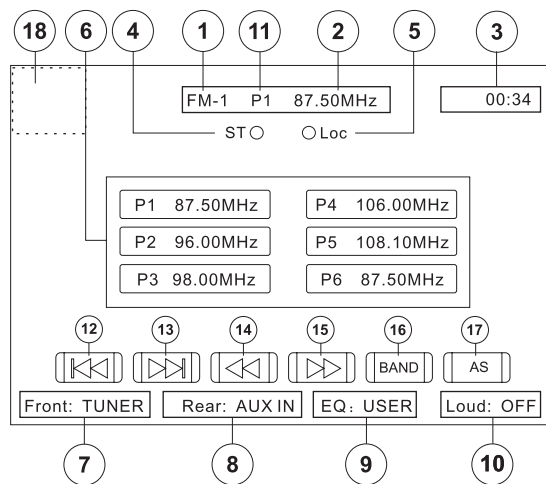 18 6 4 1 11 2 5 3
FM-1 P1 87.50MHz
00:34
ST Loc
P1 87.50MHz P4 106.00MHz
P2 96.00MHz P5 108.10MHz
P3 98.00MHz P6 87.50MHz
12 13 14 15 16 17
BAND AS
Front: TUNER Rear: AUX IN EQ: USER Loud: OFF
7 8 9 10